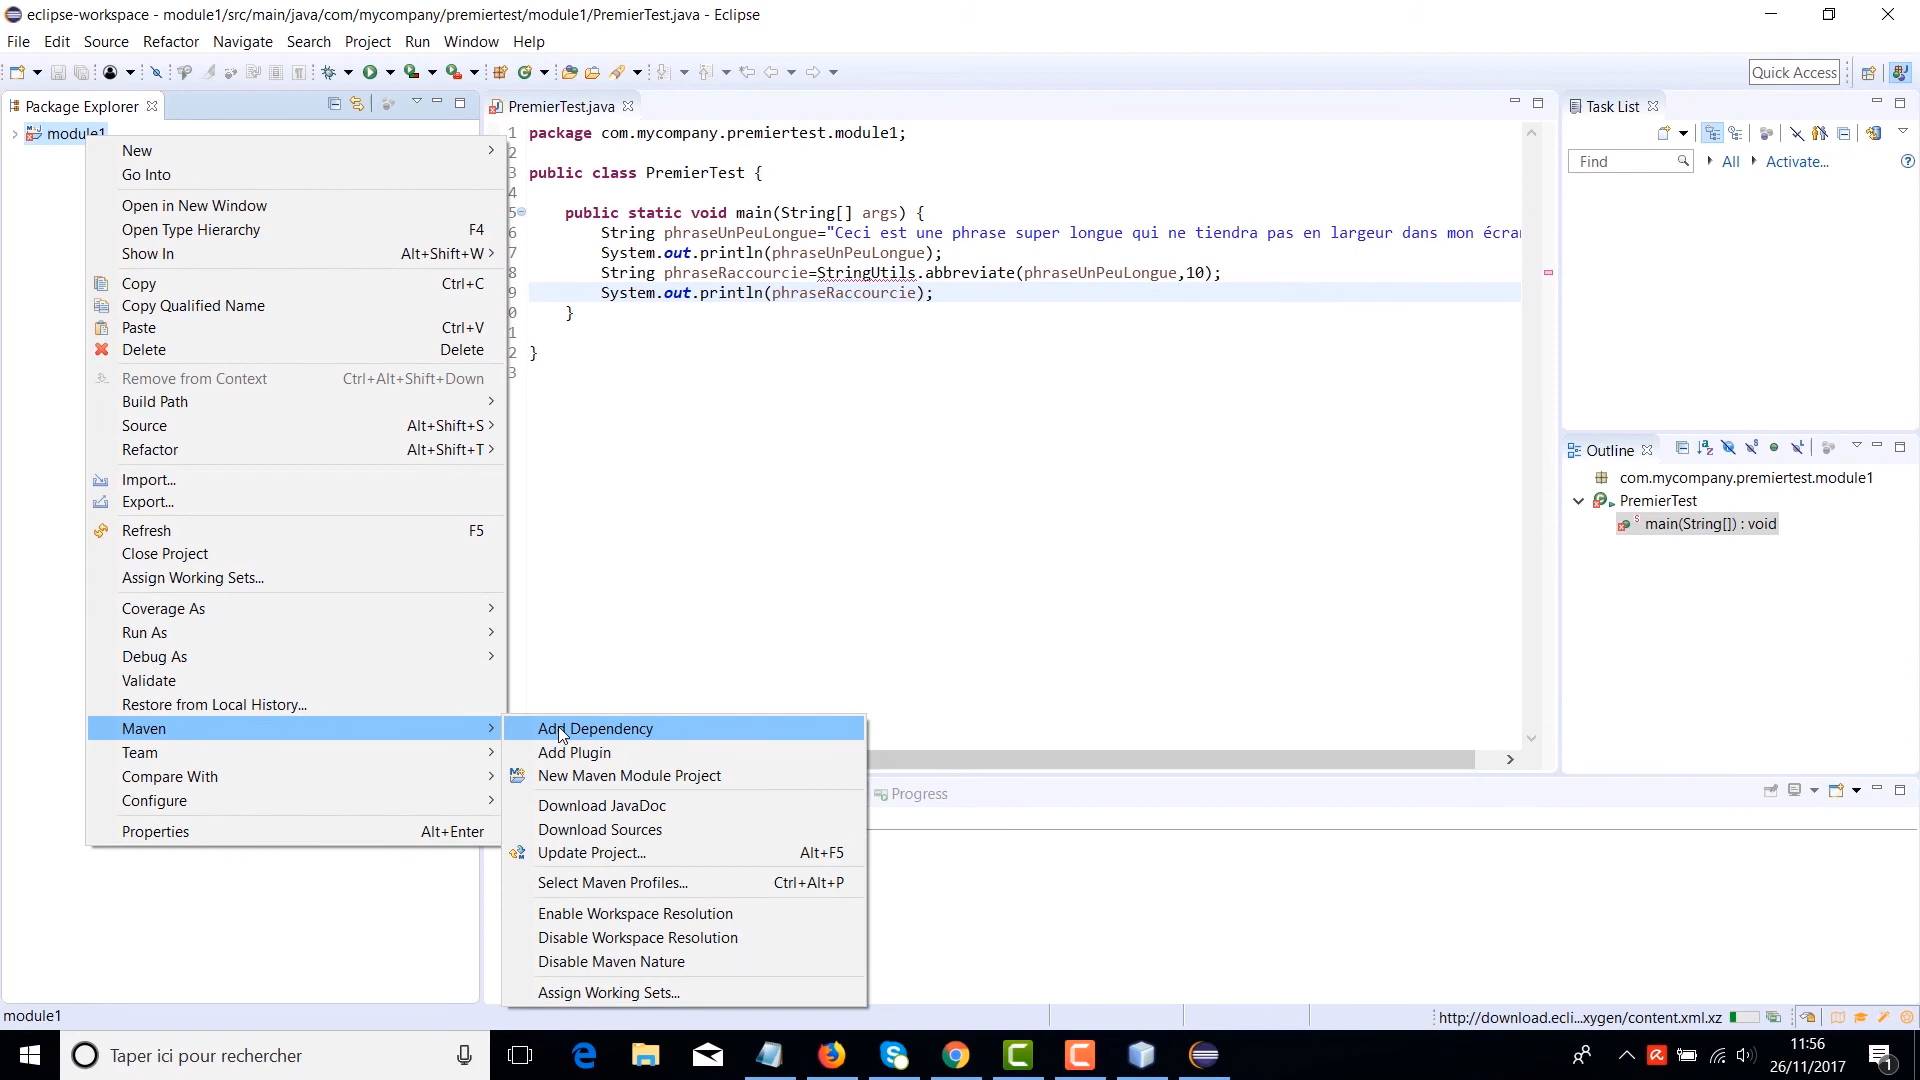 eclipse-workspace - module1/src/main/java/com/mycompany/premiertest/module1/PremierTest.java - Eclipse
File Edit Source Refactor Navigate Search Project Run Window Help
Quick Access
Package Explorer
module1
New
Go Into
Open in New Window
Open Type Hierarchy F4
Show In Alt+Shift+W
Copy Ctrl+C
Copy Qualified Name
Paste Ctrl+V
Delete Delete
Remove from Context Ctrl+Alt+Shift+Down
Build Path
Source Alt+Shift+S
Refactor Alt+Shift+T
Import...
Export...
Refresh F5
Close Project
Assign Working Sets...
Coverage As
Run As
Debug As
Validate
Restore from Local History...
Maven
Team
Compare With
Configure
Properties Alt+Enter
Add Dependency
Add Plugin
New Maven Module Project
Download JavaDoc
Download Sources
Update Project... Alt+F5
Select Maven Profiles... Ctrl+Alt+P
Enable Workspace Resolution
Disable Workspace Resolution
Disable Maven Nature
Assign Working Sets...
PremierTest.java
1 package com.mycompany.premiertest.module1;
2
3 public class PremierTest {
4
5 public static void main(String[] args) {
6 String phraseUnPeuLongue="Ceci est une phrase super longue qui ne tiendra pas en largeur dans mon écran
7 System.out.println(phraseUnPeuLongue);
8 String phraseRaccourcie=StringUtils.abbreviate(phraseUnPeuLongue,10);
9 System.out.println(phraseRaccourcie);
0 }
1
2 }
3
Progress
Task List
Find All Activate...
Outline
com.mycompany.premiertest.module1
PremierTest
main(String[]) : void
module1
http://download.ecli...xygen/content.xml.xz
Taper ici pour rechercher
11:56
26/11/2017
1